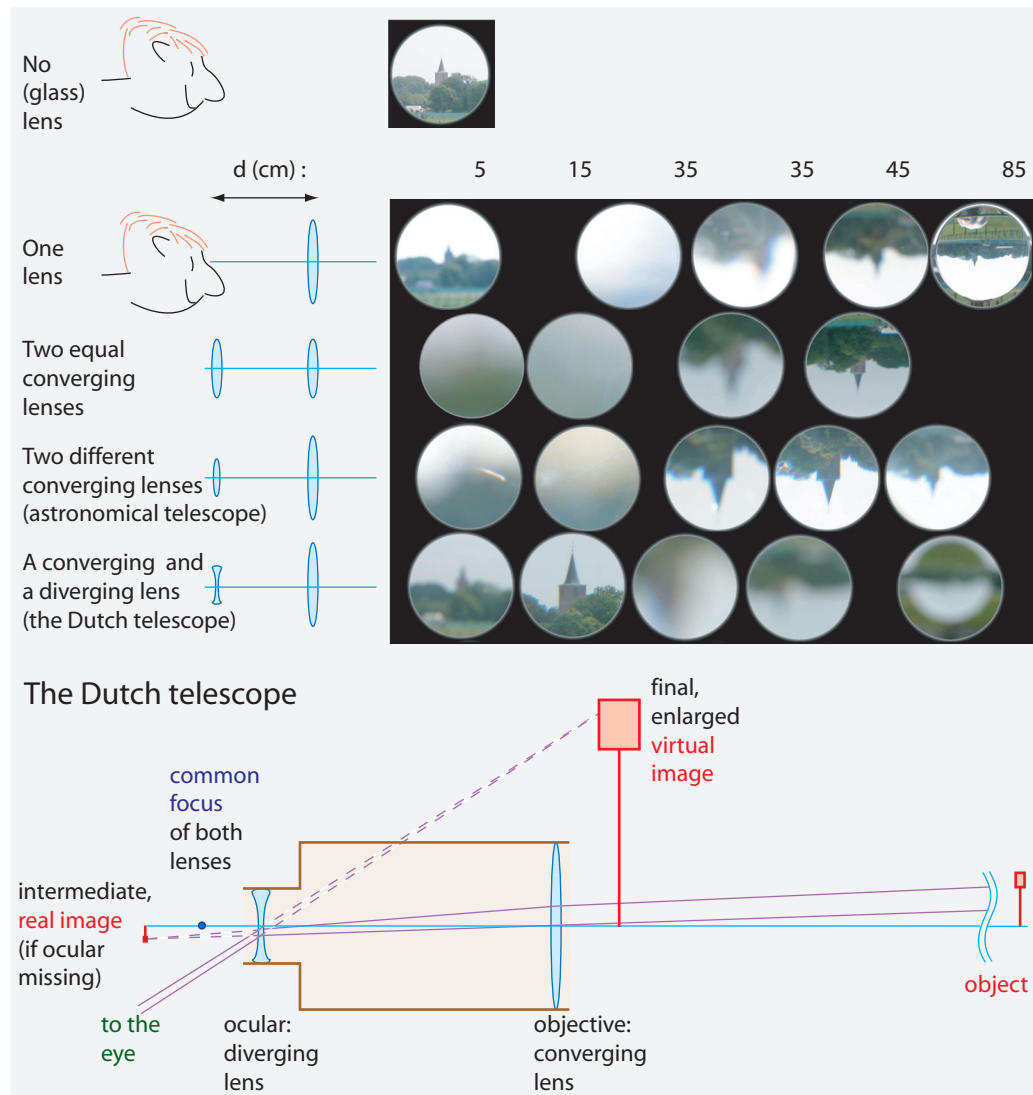 No
(glass)
lens
d (cm) :
5 15 35 35 45 85
One
lens
Two equal
converging
lenses
Two different
converging lenses
(astronomical telescope)
A converging and
a diverging lens
(the Dutch telescope)
The Dutch telescope
final,
enlarged
virtual
image
common
focus
of both
lenses
intermediate,
real image
(if ocular
missing)
object
to the
eye
ocular:
diverging
lens
objective:
converging
lens